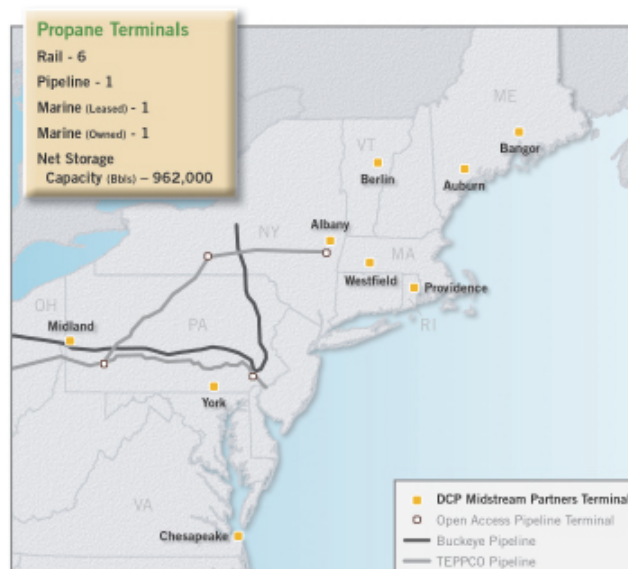 Propane Terminals
Rail - 6
Pipeline - 1
Marine (Leased) - 1
Marine (Owned) - 1
Net Storage
Capacity (Bbls) – 962,000
ME
Bangor
VT
Berlin
Auburn
NY
Albany
MA
Westfield
Providence
OH
Midland
PA
RI
York
VA
Chesapeake
DCP Midstream Partners Terminal
Open Access Pipeline Terminal
Buckeye Pipeline
TEPPCO Pipeline